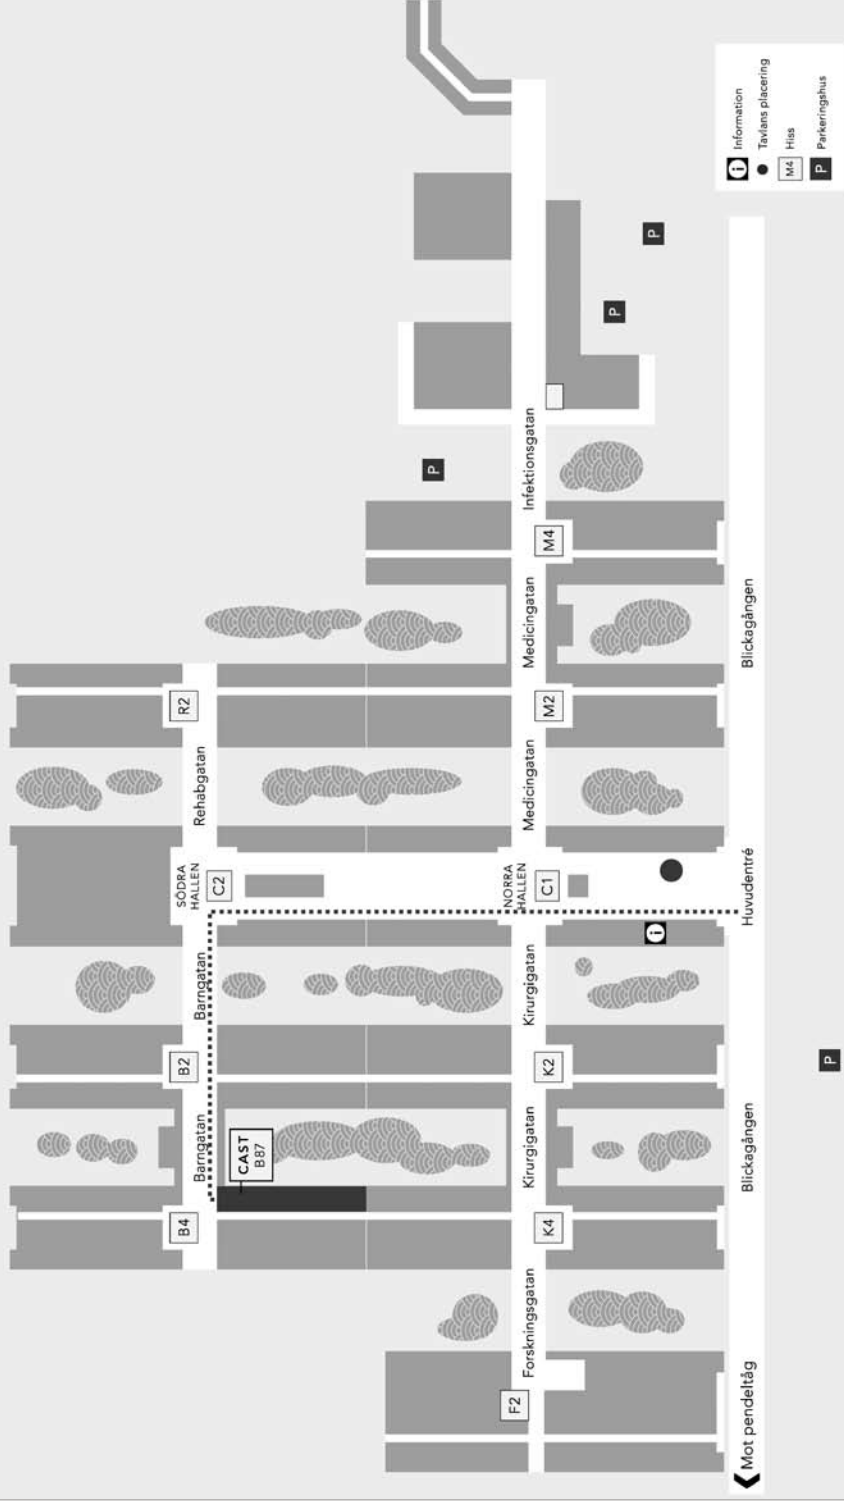 B4
B2
SÖDRA
HALLEN
R2
Barngatan
Barngatan
Rehabgatan
C2
CAST
B87
P
F2
NORRA
HALLEN
Forskningsgatan
Kirurgigatan
Kirurgigatan
Medicingatan
Medicingatan
Infektionsgatan
K4
K2
C1
M2
M4
P
P
i
Mot pendeltåg
Blickagången
Huvudentré
Blickagången
P
i Information
Tavlans placering
M4 Hiss
P Parkeringshus